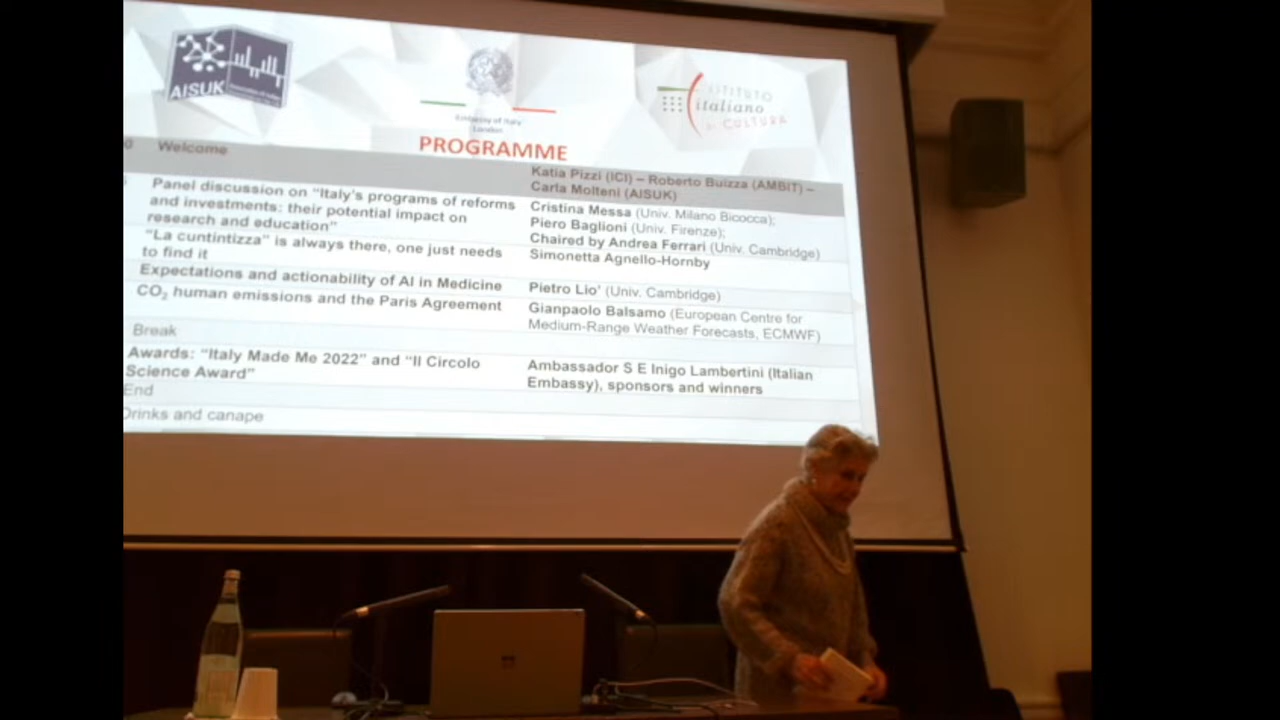 AISUK
Embassy of Italy
London
ISTITUTO
italiano
di CULTURA
PROGRAMME
Welcome
Katia Pizzi (ICI) – Roberto Buizza (AMBIT) –
Carla Molteni (AISUK)
Panel discussion on “Italy’s programs of reforms
and investments: their potential impact on
research and education”
Cristina Messa (Univ. Milano Bicocca);
Piero Baglioni (Univ. Firenze);
Chaired by Andrea Ferrari (Univ. Cambridge)
“La cuntintizza” is always there, one just needs
to find it
Simonetta Agnello-Hornby
Expectations and actionability of AI in Medicine
Pietro Lio’ (Univ. Cambridge)
CO₂ human emissions and the Paris Agreement
Gianpaolo Balsamo (European Centre for
Medium-Range Weather Forecasts, ECMWF)
Break
Awards: “Italy Made Me 2022” and “Il Circolo
Science Award”
Ambassador S E Inigo Lambertini (Italian
Embassy), sponsors and winners
End
Drinks and canape